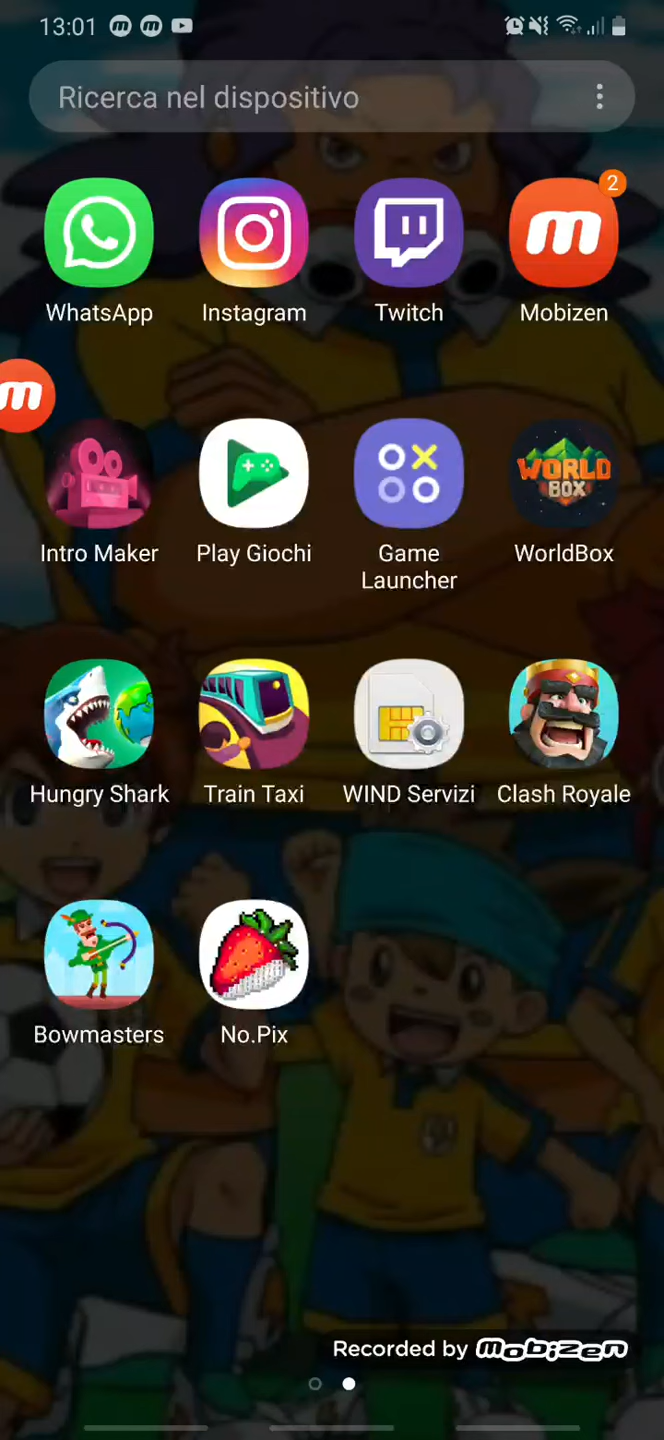 13:01
Ricerca nel dispositivo
2
WhatsApp Instagram Twitch Mobizen
m
WORLD
BOX
Intro Maker Play Giochi Game Launcher WorldBox
Hungry Shark Train Taxi WIND Servizi Clash Royale
Bowmasters No.Pix
Recorded by Mobizen